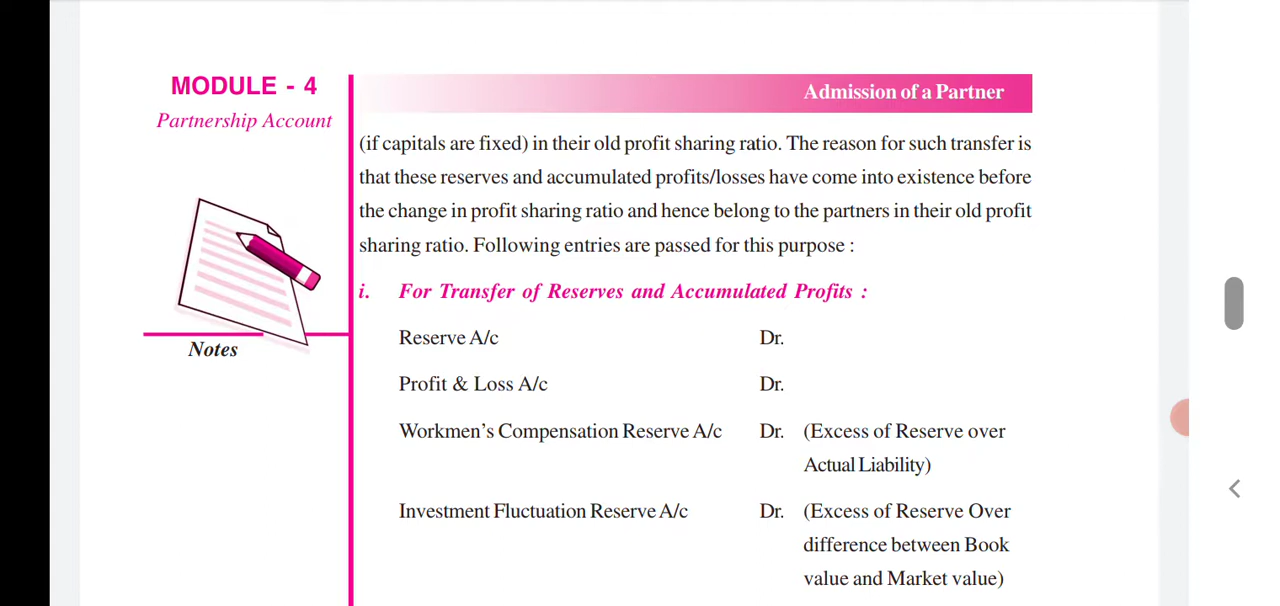 MODULE - 4
Partnership Account
Notes
Admission of a Partner
(if capitals are fixed) in their old profit sharing ratio. The reason for such transfer is
that these reserves and accumulated profits/losses have come into existence before
the change in profit sharing ratio and hence belong to the partners in their old profit
sharing ratio. Following entries are passed for this purpose :
i. For Transfer of Reserves and Accumulated Profits :
Reserve A/c Dr.
Profit & Loss A/c Dr.
Workmen's Compensation Reserve A/c Dr. (Excess of Reserve over
Actual Liability)
Investment Fluctuation Reserve A/c Dr. (Excess of Reserve Over
difference between Book
value and Market value)